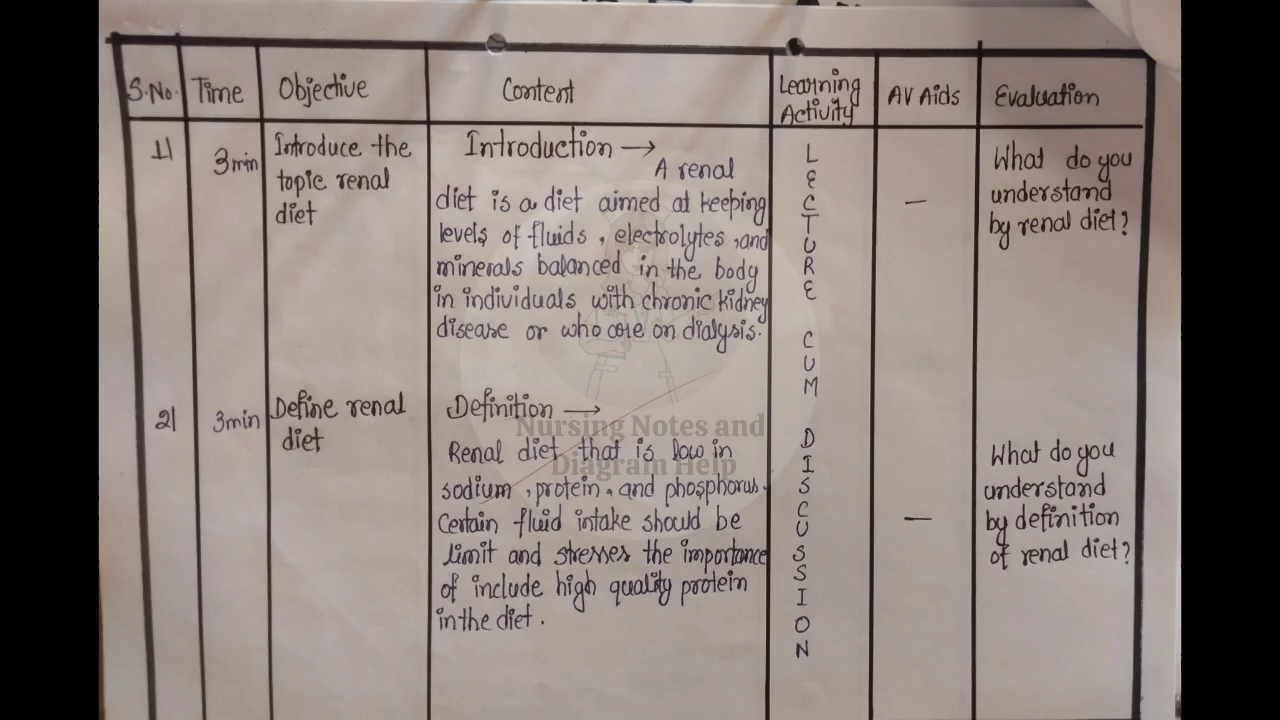 S.No. Time Objective Content Learning Activity AV Aids Evaluation
1) 3 min
Introduce the
topic renal
diet
Introduction →
A renal
diet is a diet aimed at keeping
levels of fluids, electrolytes, and
minerals balanced in the body
in individuals with chronic kidney
disease or who are on dialysis.
LECTURE CUM DISCUSSION
—
What do you
understand
by renal diet?
2) 3min
Define renal
diet
Definition →
Renal diet that is low in
sodium, protein, and phosphorus.
Certain fluid intake should be
limit and stresses the importance
of include high quality protein
in the diet.
—
What do you
understand
by definition
of renal diet?
Nursing Notes and
Diagram Help